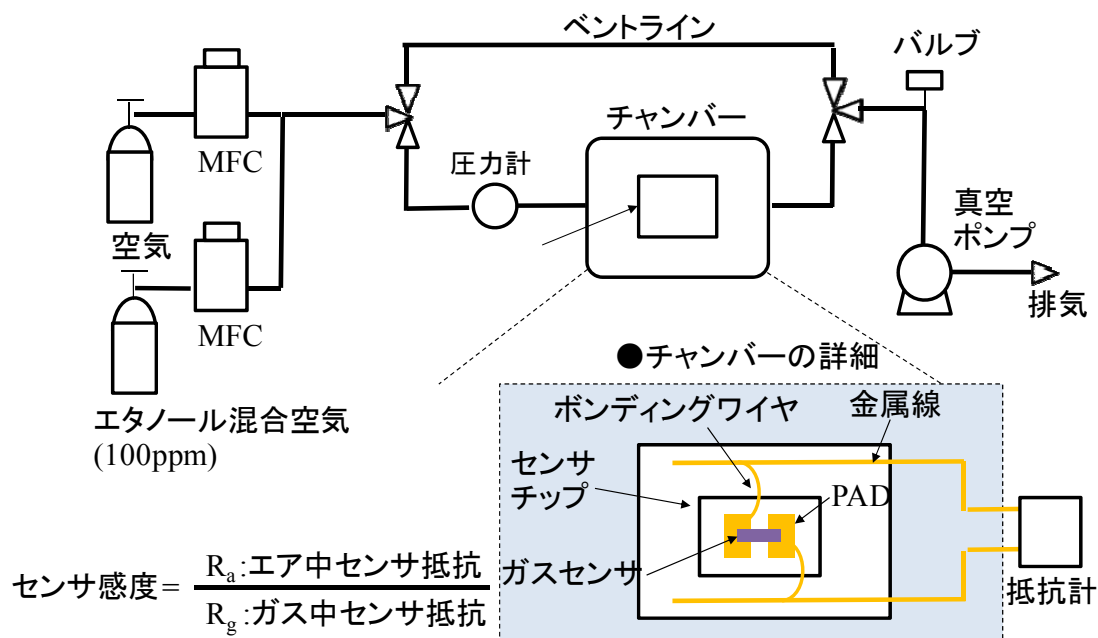 ベントライン
バルブ
チャンバー
MFC
圧力計
空気
真空
ポンプ
MFC
排気
エタノール混合空気
(100ppm)
●チャンバーの詳細
ボンディングワイヤ
金属線
センサ
チップ
PAD
ガスセンサ
抵抗計
センサ感度=
Ra:エア中センサ抵抗
Rg:ガス中センサ抵抗